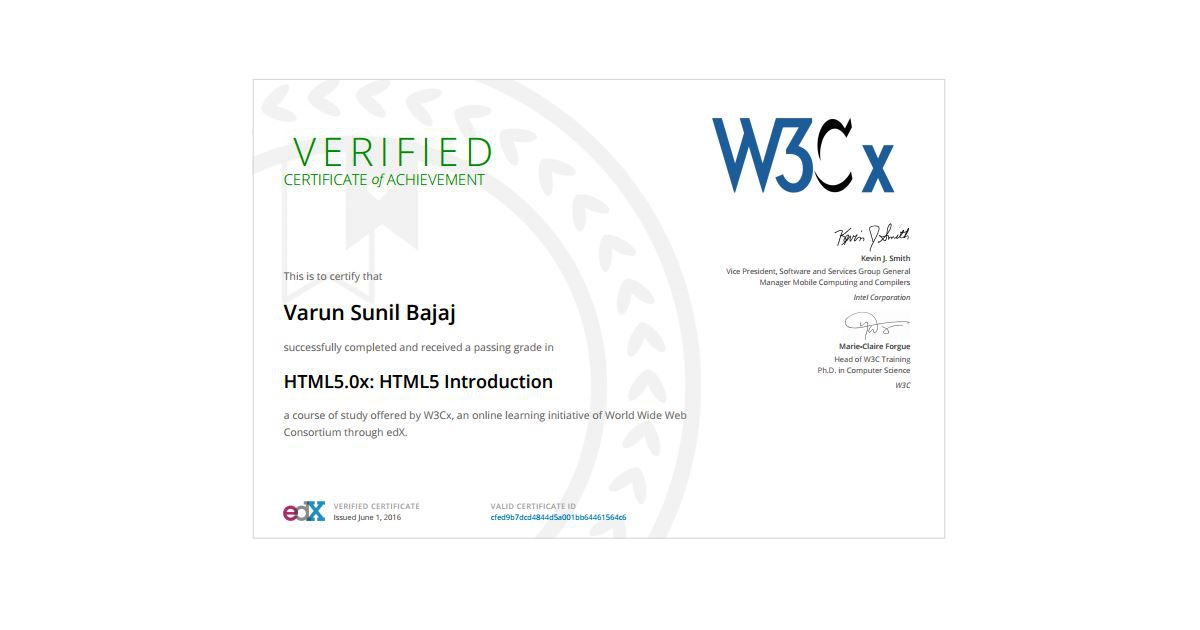 VERIFIED
CERTIFICATE of ACHIEVEMENT
This is to certify that
Varun Sunil Bajaj
successfully completed and received a passing grade in
HTML5.0x: HTML5 Introduction
a course of study offered by W3Cx, an online learning initiative of World Wide Web
Consortium through edX.
W3Cx
Kevin J. Smith
Kevin J. Smith
Vice President, Software and Services Group General
Manager Mobile Computing and Compilers
Intel Corporation
Marie-Claire Forgue
Head of W3C Training
Ph.D. in Computer Science
W3C
edX
VERIFIED CERTIFICATE
Issued June 1, 2016
VALID CERTIFICATE ID
cfed9b7dcd4844d5a001bb64461564c6